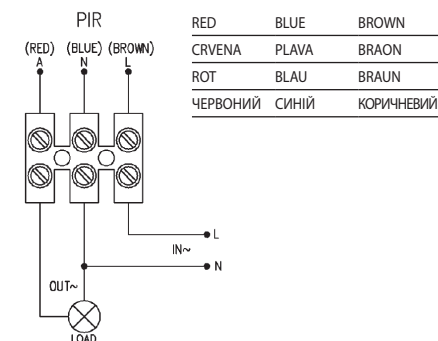 PIR
(RED) (BLUE) (BROWN)
A N L
L
IN~
N
OUT~
LOAD
RED BLUE BROWN
CRVENA PLAVA BRAON
ROT BLAU BRAUN
ЧЕРВОНИЙ СИНІЙ КОРИЧНЕВИЙ